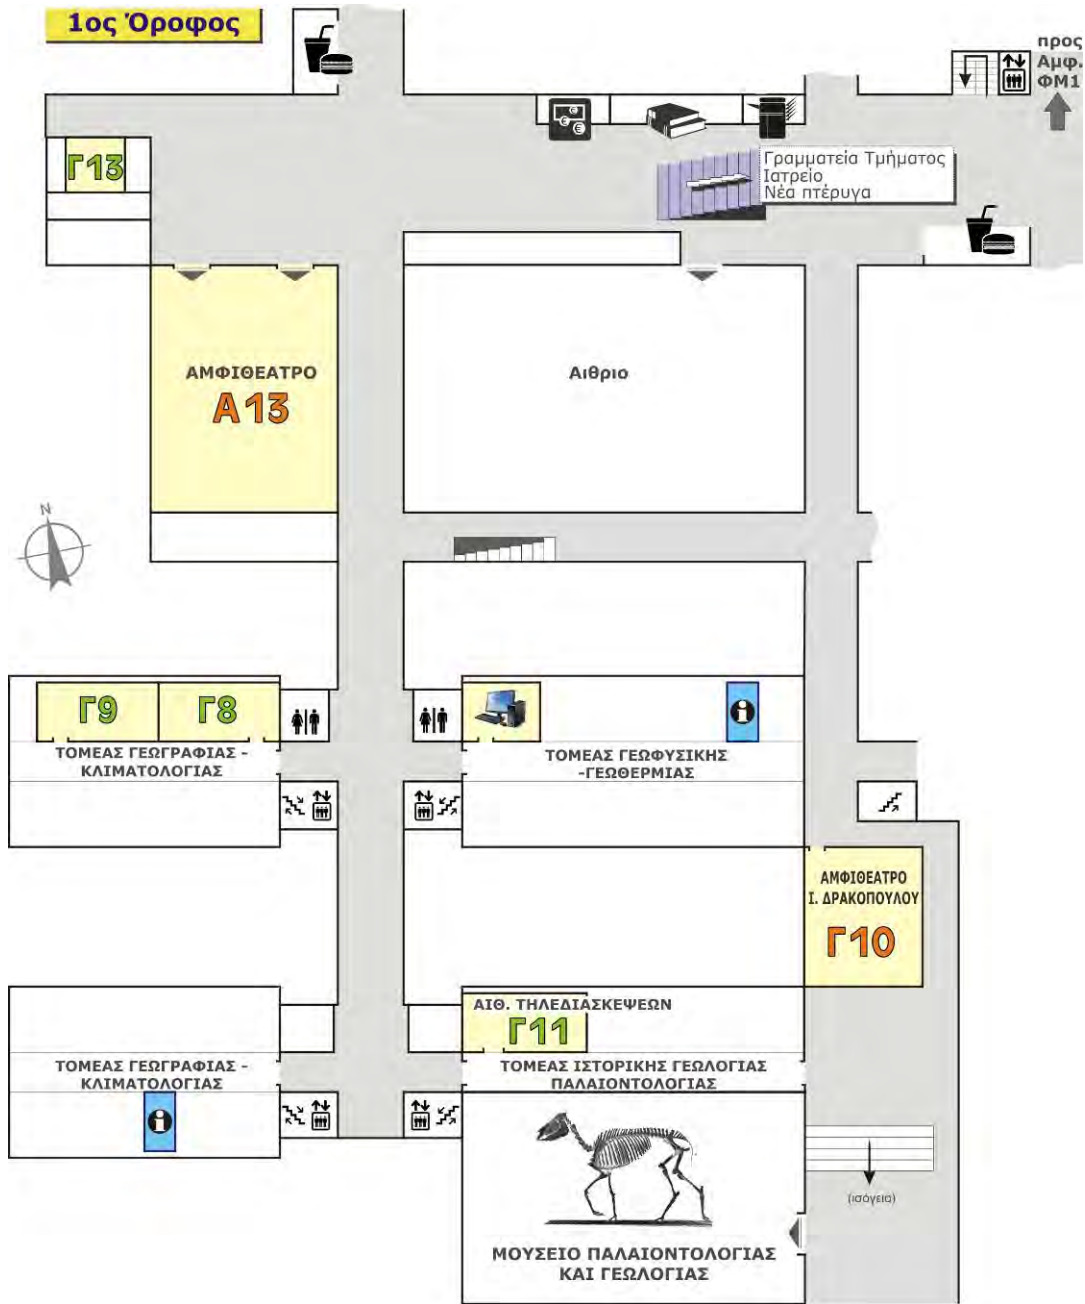 1ος Όροφος
προς
Αμφ.
ΦΜ1
Γ13
Γραμματεία Τμήματος
Ιατρείο
Νέα πτέρυγα
ΑΜΦΙΘΕΑΤΡΟ
Α13
Αιθριο
N
Γ9
Γ8
ΤΟΜΕΑΣ ΓΕΩΓΡΑΦΙΑΣ -
ΚΛΙΜΑΤΟΛΟΓΙΑΣ
ΤΟΜΕΑΣ ΓΕΩΦΥΣΙΚΗΣ
-ΓΕΩΘΕΡΜΙΑΣ
ΑΜΦΙΘΕΑΤΡΟ
Ι. ΔΡΑΚΟΠΟΥΛΟΥ
Γ10
ΑΙΘ. ΤΗΛΕΔΙΑΣΚΕΨΕΩΝ
Γ11
ΤΟΜΕΑΣ ΓΕΩΓΡΑΦΙΑΣ -
ΚΛΙΜΑΤΟΛΟΓΙΑΣ
ΤΟΜΕΑΣ ΙΣΤΟΡΙΚΗΣ ΓΕΩΛΟΓΙΑΣ
ΠΑΛΑΙΟΝΤΟΛΟΓΙΑΣ
(ισόγειο)
ΜΟΥΣΕΙΟ ΠΑΛΑΙΟΝΤΟΛΟΓΙΑΣ
ΚΑΙ ΓΕΩΛΟΓΙΑΣ